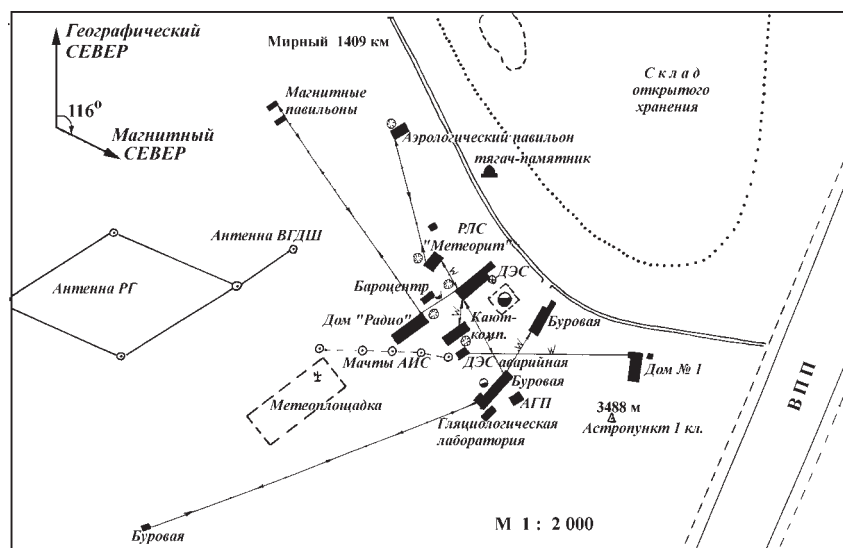 Географический
СЕВЕР
116°
Магнитный
СЕВЕР
Мирный 1409 км
Магнитные
павильоны
Склад
открытого
хранения
Аэрологический павильон
тягач-памятник
Антенна ВГДШ
РЛС
"Метеорит"
ДЭС
Антенна РГ
Бароцентр
Дом "Радио"
Кают-
комп.
Буровая
Мачты АИС
ДЭС аварийная
Дом № 1
Буровая
Метеоплощадка
АГП
3488 м
Астропункт 1 кл.
Гляциологическая
лаборатория
ВПП
Буровая
М 1 : 2 000